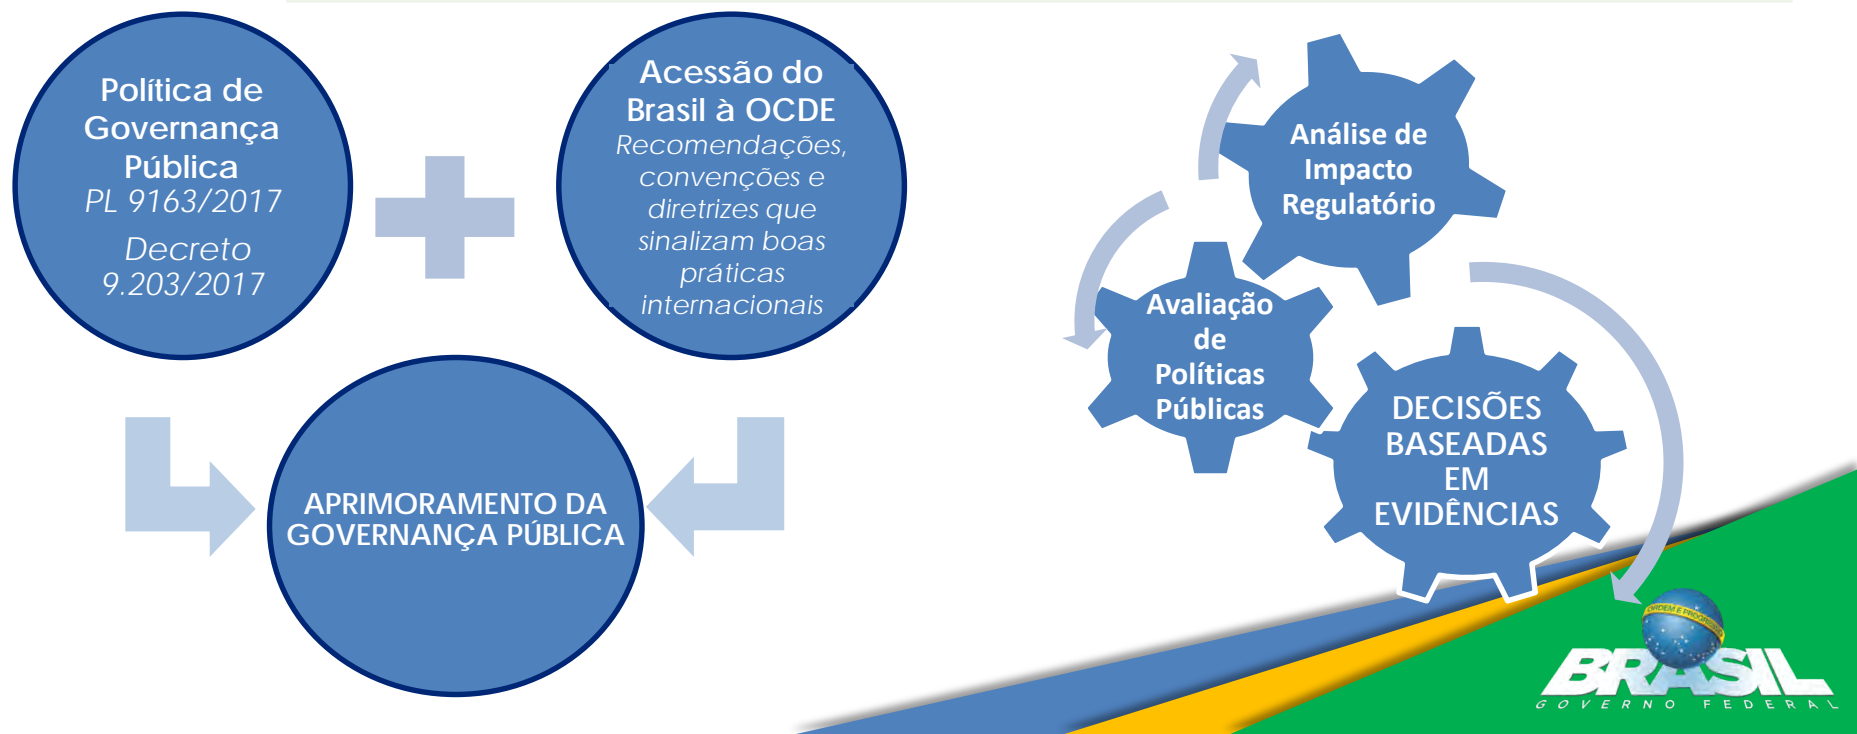 Política de
Governança
Pública
PL 9163/2017
Decreto
9.203/2017
Acessão do
Brasil à OCDE
Recomendações,
convenções e
diretrizes que
sinalizam boas
práticas
internacionais
APRIMORAMENTO DA
GOVERNANÇA PÚBLICA
Análise de
Impacto
Regulatório
Avaliação
de
Políticas
Públicas
DECISÕES
BASEADAS
EM
EVIDÊNCIAS
ORDEM E PROGRESSO
BRASIL
GOVERNO FEDERAL